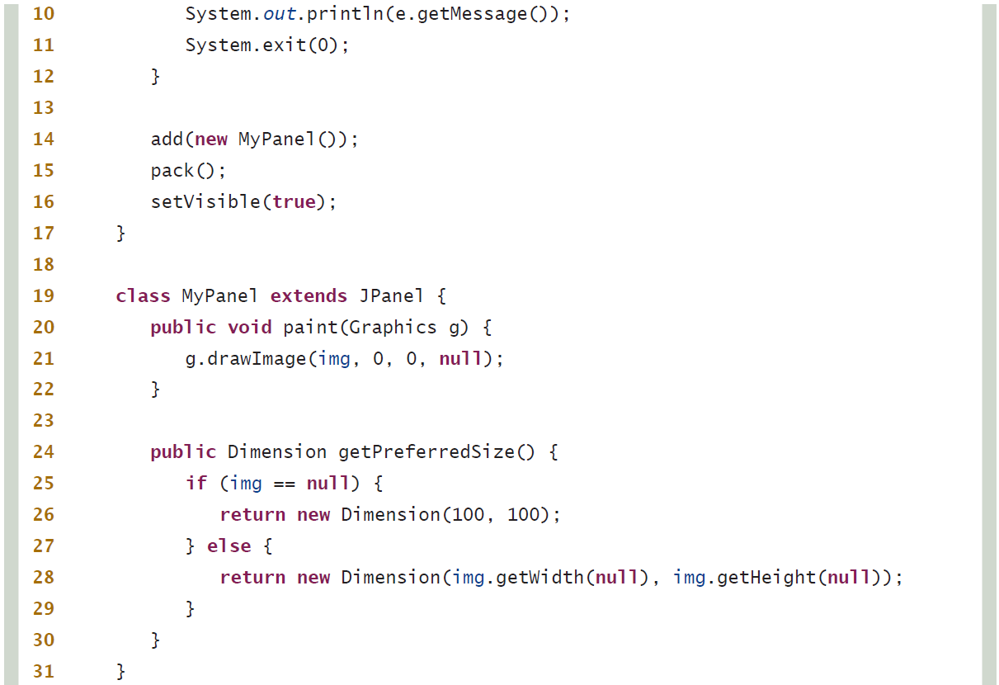 10            System.out.println(e.getMessage());
11            System.exit(0);
12         }
13
14         add(new MyPanel());
15         pack();
16         setVisible(true);
17      }
18
19      class MyPanel extends JPanel {
20         public void paint(Graphics g) {
21            g.drawImage(img, 0, 0, null);
22         }
23
24         public Dimension getPreferredSize() {
25            if (img == null) {
26               return new Dimension(100, 100);
27            } else {
28               return new Dimension(img.getWidth(null), img.getHeight(null));
29            }
30         }
31      }